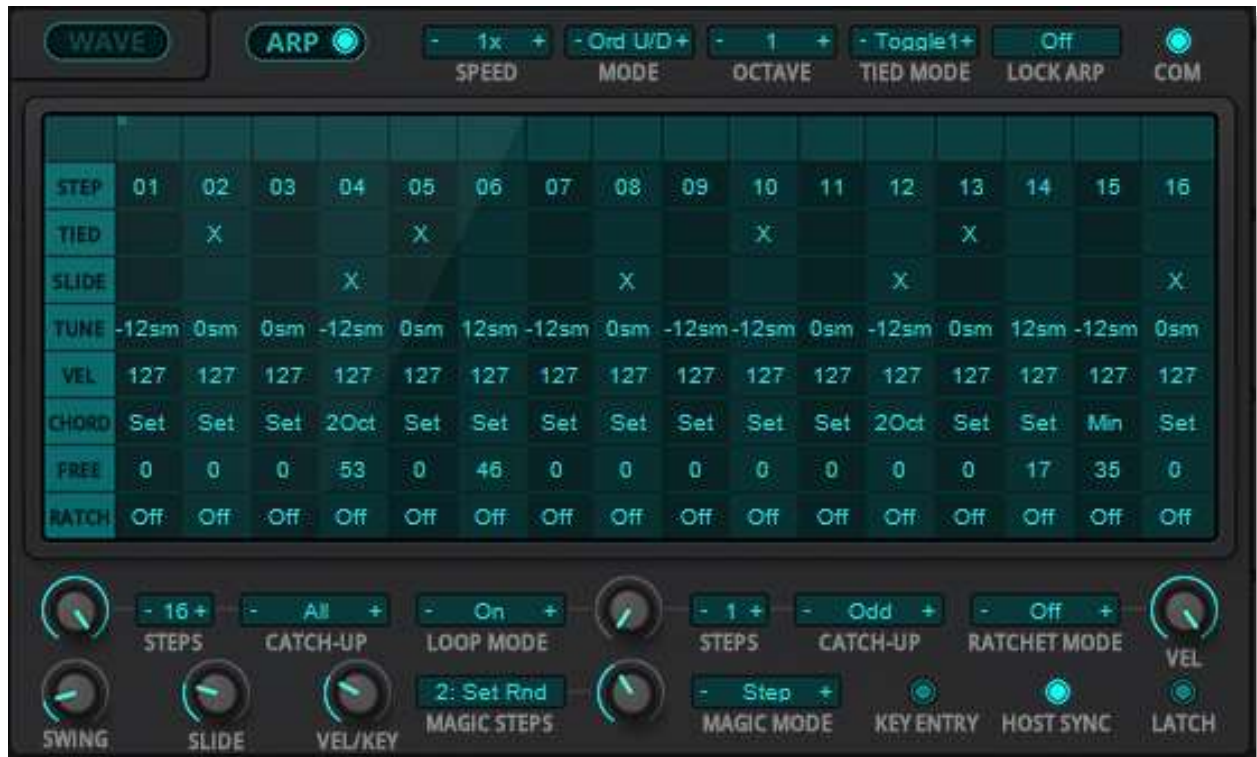 WAVE ARP - 1x + - Ord U/D + - 1 + - Toggle1+ Off
SPEED MODE OCTAVE TIED MODE LOCK ARP COM
STEP 01 02 03 04 05 06 07 08 09 10 11 12 13 14 15 16
TIED X X X X
SLIDE X X X X
TUNE -12sm 0sm 0sm -12sm 0sm 12sm -12sm 0sm -12sm -12sm 0sm -12sm 0sm 12sm -12sm 0sm
VEL 127 127 127 127 127 127 127 127 127 127 127 127 127 127 127 127
CHORD Set Set Set 2Oct Set Set Set Set Set Set Set 2Oct Set Set Min Set
FREE 0 0 0 53 0 46 0 0 0 0 0 0 0 17 35 0
RATCH Off Off Off Off Off Off Off Off Off Off Off Off Off Off Off Off
- 16 + - All + - On + - 1 + - Odd + - Off +
STEPS CATCH-UP LOOP MODE STEPS CATCH-UP RATCHET MODE VEL
2: Set Rnd - Step +
SWING SLIDE VEL/KEY MAGIC STEPS MAGIC MODE KEY ENTRY HOST SYNC LATCH